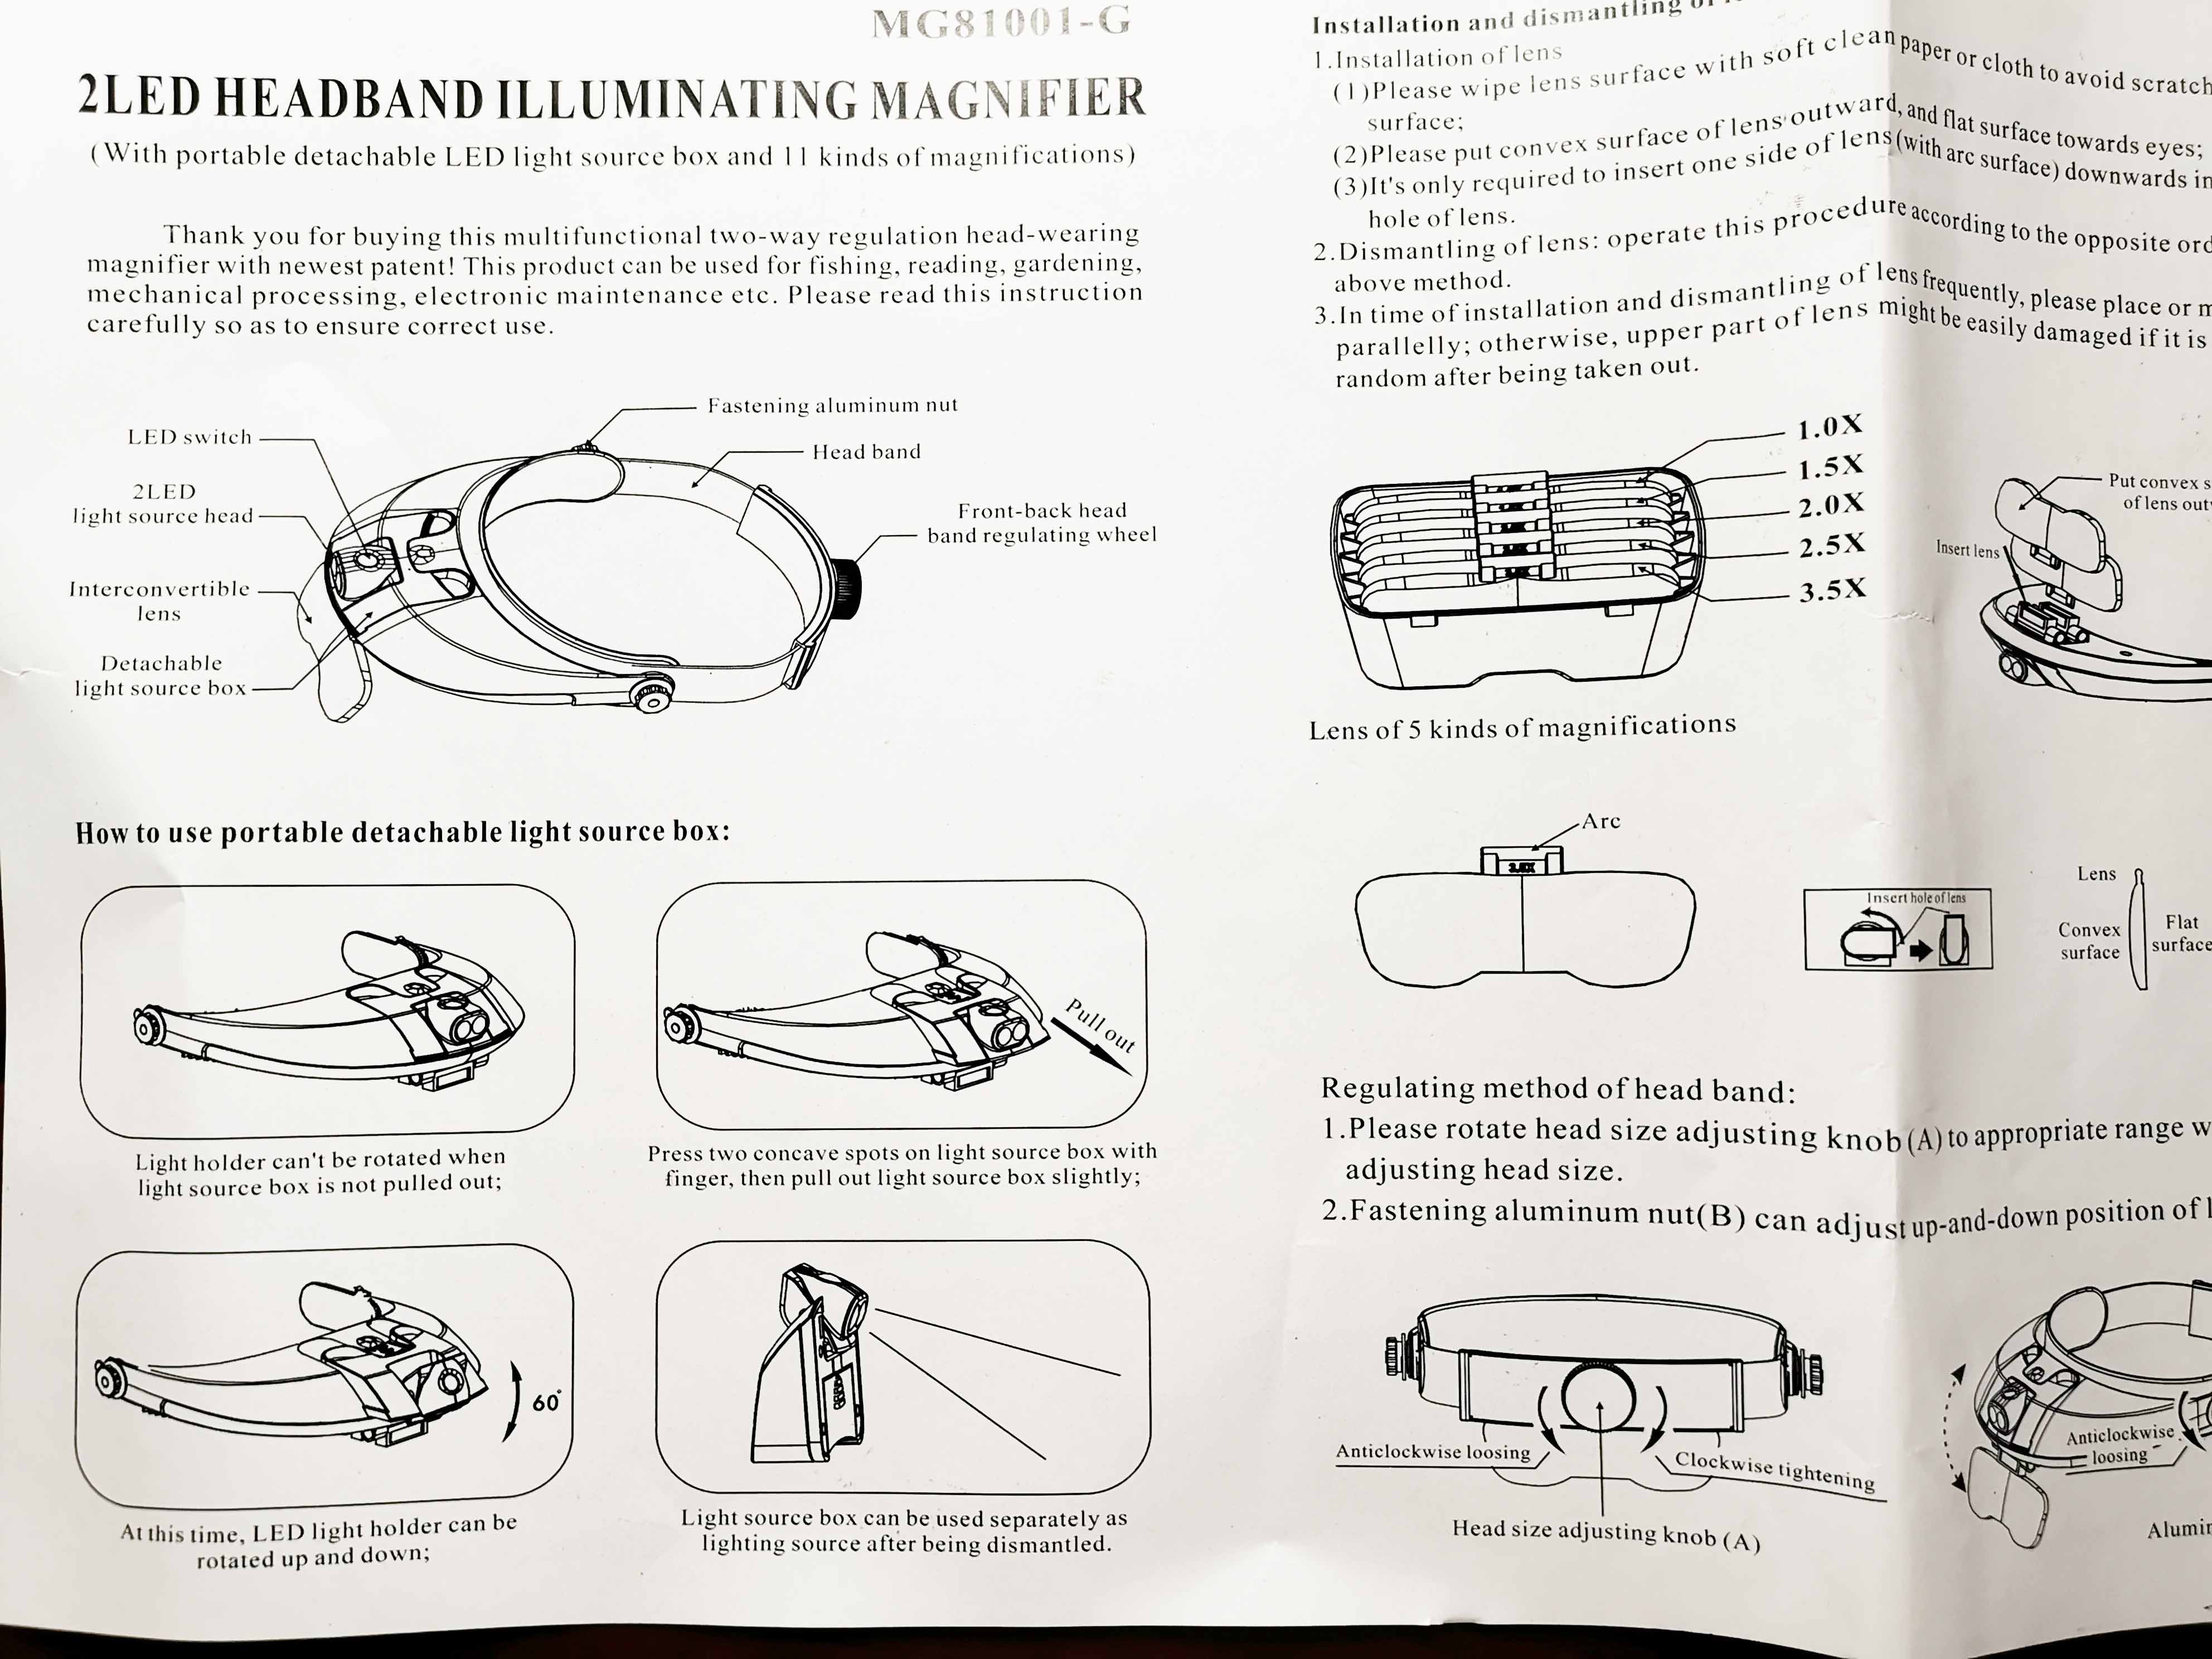 MG81001-G
2LED HEADBAND ILLUMINATING MAGNIFIER
(With portable detachable LED light source box and 11 kinds of magnifications)
Thank you for buying this multifunctional two-way regulation head-wearing
magnifier with newest patent! This product can be used for fishing, reading, gardening,
mechanical processing, electronic maintenance etc. Please read this instruction
carefully so as to ensure correct use.
Fastening aluminum nut
LED switch
Head band
2LED
light source head
Front-back head
band regulating wheel
Interconvertible
lens
Detachable
light source box
How to use portable detachable light source box:
Pull out
Light holder can't be rotated when
light source box is not pulled out;
Press two concave spots on light source box with
finger, then pull out light source box slightly;
60°
At this time, LED light holder can be
rotated up and down;
Light source box can be used separately as
lighting source after being dismantled.
Installation and dismantling of
1.Installation of lens
(1)Please wipe lens surface with soft clean paper or cloth to avoid scratch
surface;
(2)Please put convex surface of lens outward, and flat surface towards eyes;
(3)It's only required to insert one side of lens(with arc surface) downwards in
hole of lens.
2.Dismantling of lens: operate this procedure according to the opposite ord
above method.
3.In time of installation and dismantling of lens frequently, please place or m
parallelly; otherwise, upper part of lens might be easily damaged if it is
random after being taken out.
1.0X
1.5X
2.0X
2.5X
3.5X
Put convex s
of lens out
Insert lens
Lens of 5 kinds of magnifications
Arc
3.5X
Insert hole of lens
Lens
Convex
surface
Flat
surface
Regulating method of head band:
1.Please rotate head size adjusting knob (A) to appropriate range w
adjusting head size.
2.Fastening aluminum nut(B) can adjust up-and-down position of l
Anticlockwise loosing
Clockwise tightening
Head size adjusting knob (A)
Anticlockwise
loosing
Alumin